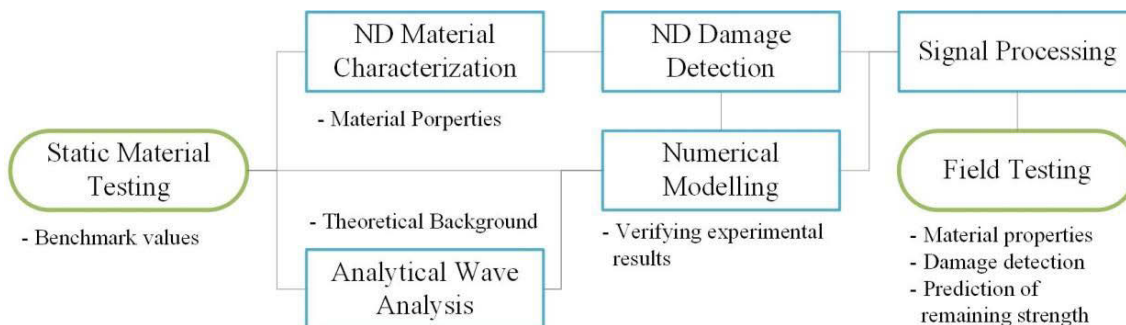 ND Material
Characterization
- Material Porperties
ND Damage
Detection
Signal Processing
Static Material
Testing
- Benchmark values
Numerical
Modelling
- Verifying experimental
results
Field Testing
- Material properties
- Damage detection
- Prediction of
remaining strength
- Theoretical Background
Analytical Wave
Analysis